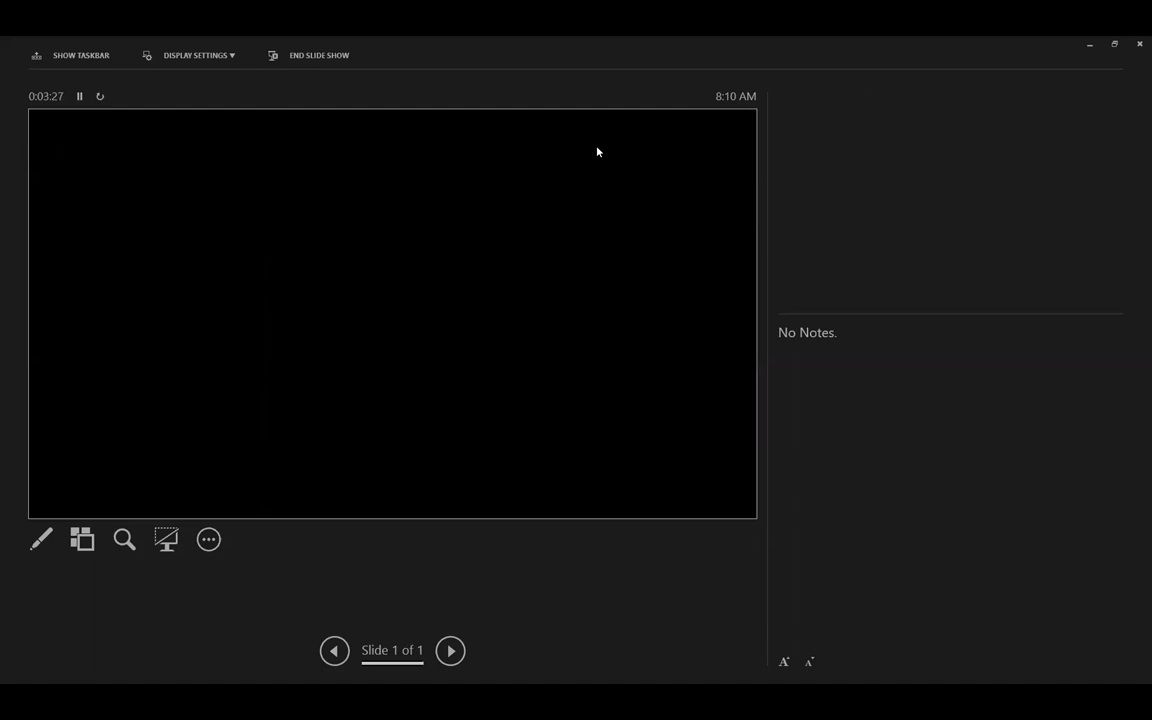 SHOW TASKBAR DISPLAY SETTINGS ▾ END SLIDE SHOW
0:03:27 8:10 AM
No Notes.
Slide 1 of 1
A A